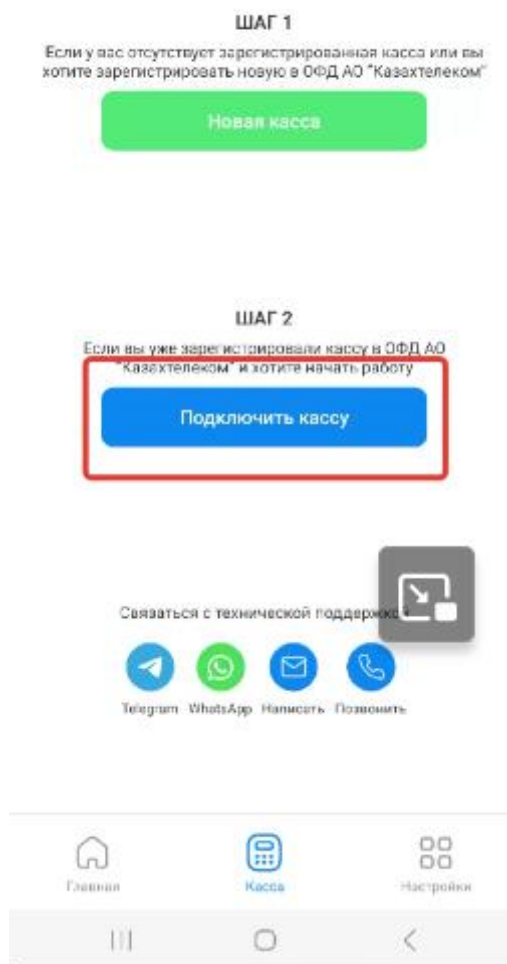 ШАГ 1
Если у вас отсутствует зарегистрированная касса или вы
хотите зарегистрировать новую в ОФД АО "Казахтелеком"
Новая касса
ШАГ 2
Если вы уже зарегистрировали кассу в ОФД АО
"Казахтелеком" и хотите начать работу
Подключить кассу
Связаться с технической поддержкой
Telegram WhatsApp Написать Позвонить
Главная Касса Настройки